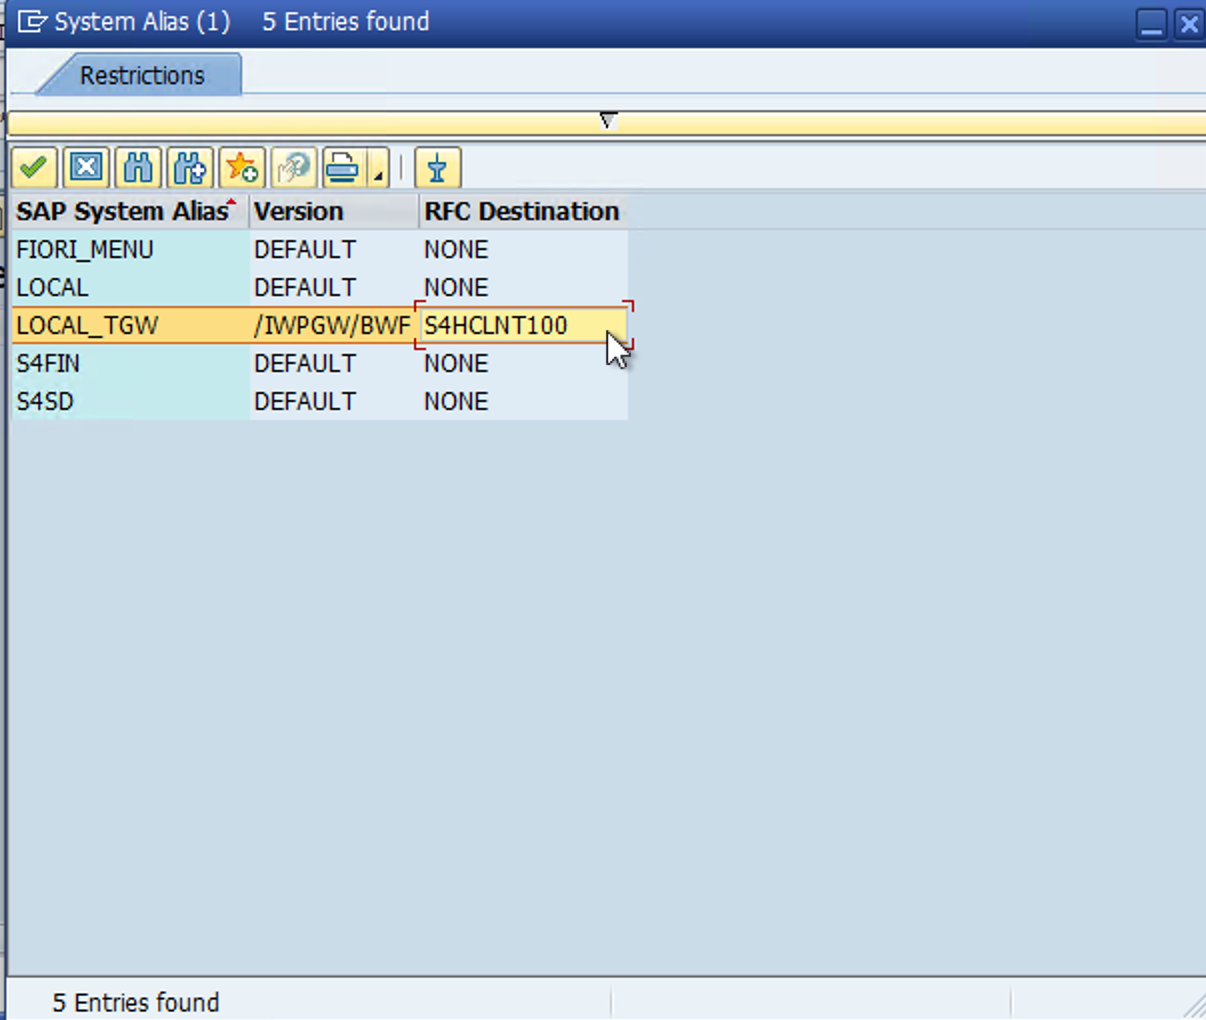 System Alias (1) 5 Entries found
Restrictions
SAP System Alias Version RFC Destination
FIORI_MENU DEFAULT NONE
LOCAL DEFAULT NONE
LOCAL_TGW /IWPGW/BWF S4HCLNT100
S4FIN DEFAULT NONE
S4SD DEFAULT NONE
5 Entries found